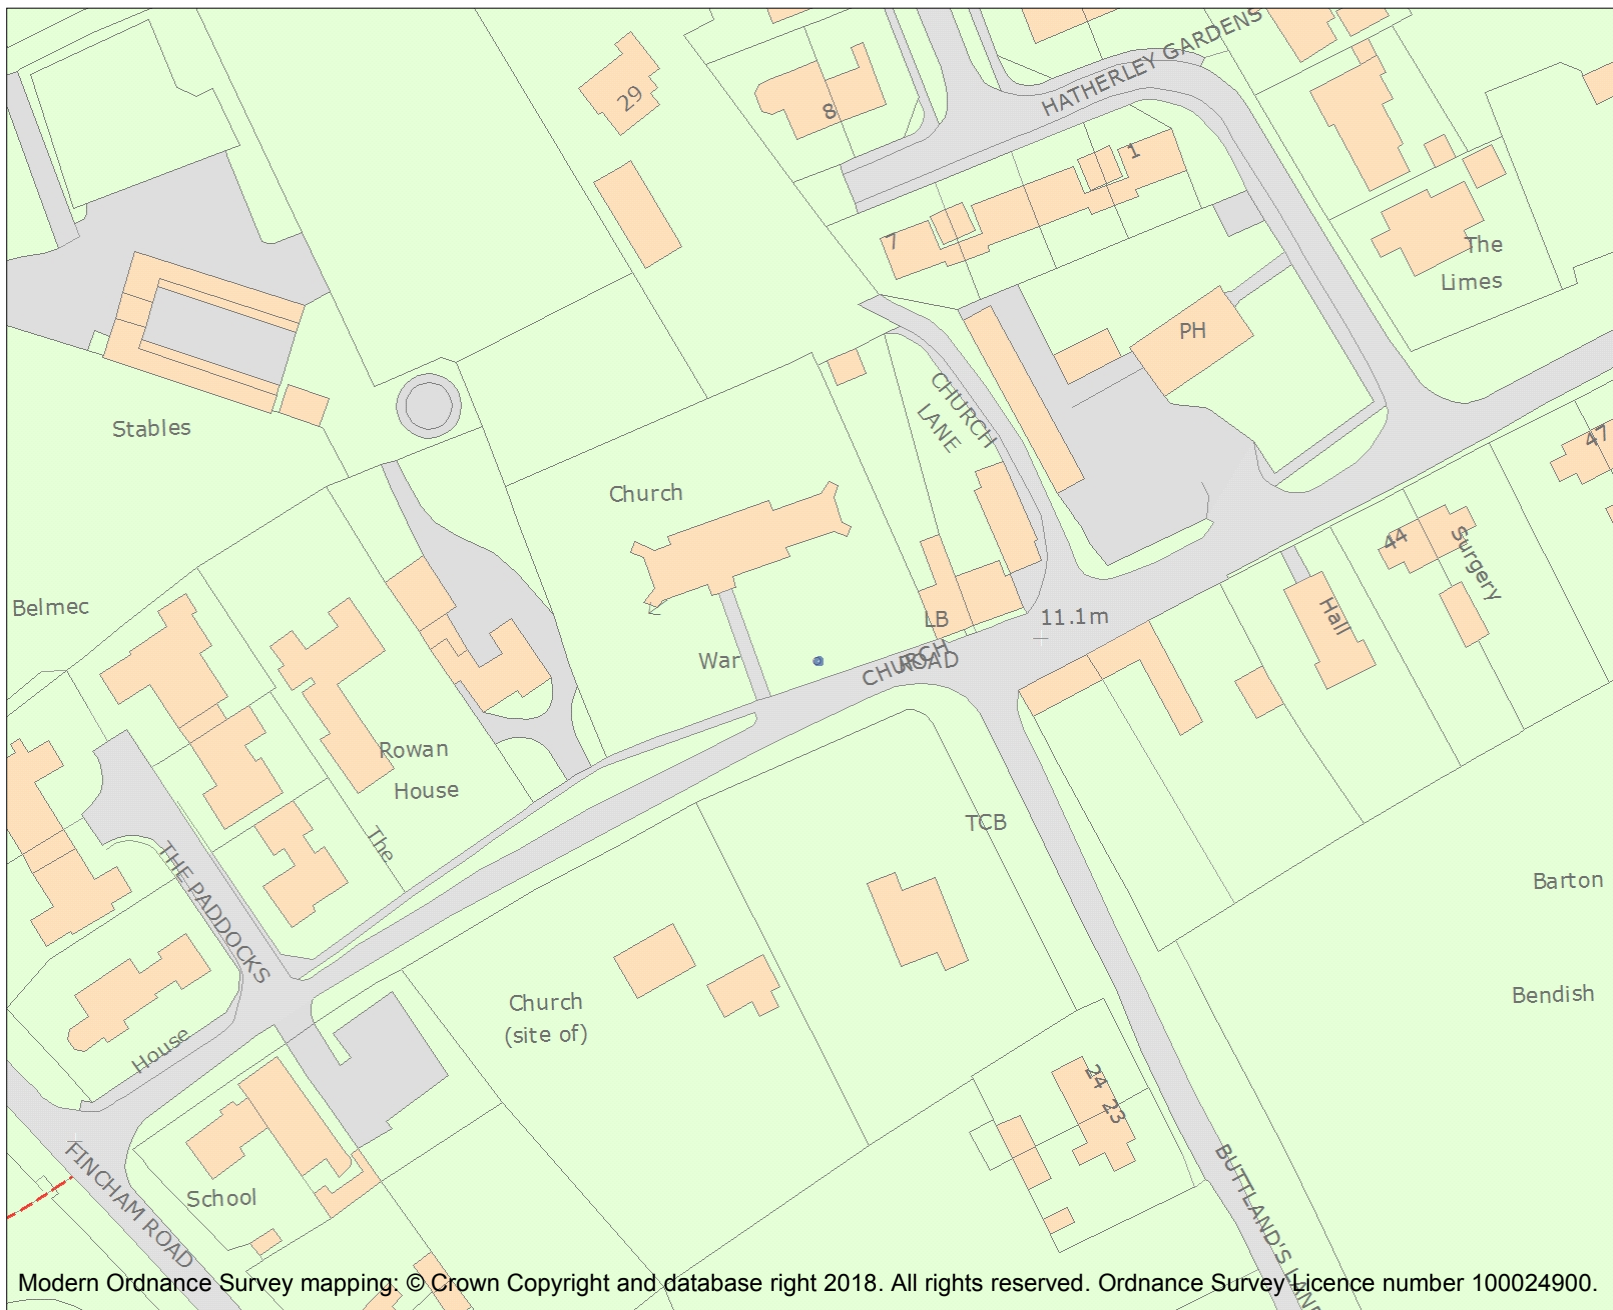 HATHERLEY GARDENS
29
8
1
7
The
Limes
PH
CHURCH
LANE
Stables
47
Church
44
Surgery
Hall
Belmec
LB
11.1m
War
CHURCH
ROAD
Rowan
House
The
TCB
THE PADDOCKS
Barton
Bendish
Church
(site of)
House
24
23
FINCHAM ROAD
School
BUTTLAND'S LANE
Modern Ordnance Survey mapping: © Crown Copyright and database right 2018. All rights reserved. Ordnance Survey Licence number 100024900.